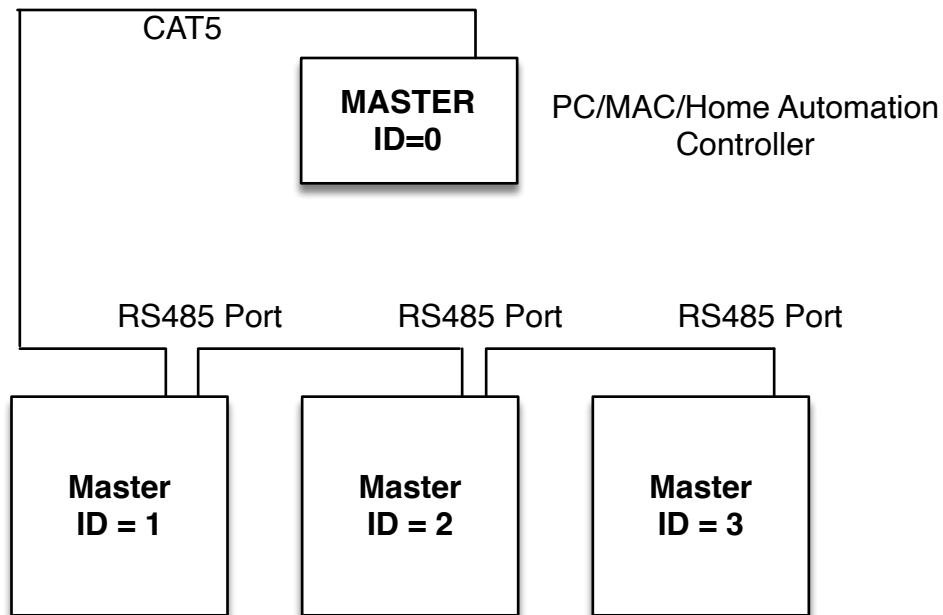 CAT5
MASTER
ID=0
PC/MAC/Home Automation
Controller
RS485 Port
RS485 Port
RS485 Port
Master
ID = 1
Master
ID = 2
Master
ID = 3